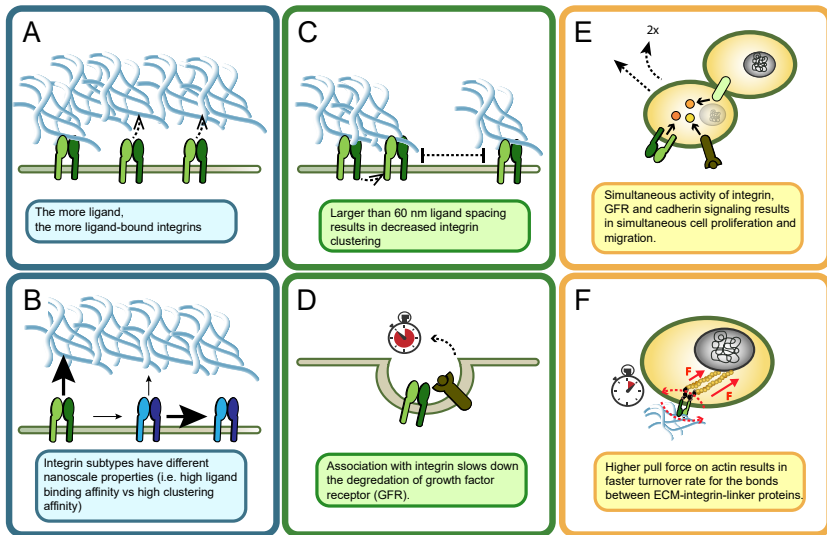 A
The more ligand,
the more ligand-bound integrins
B
Integrin subtypes have different
nanoscale properties (i.e. high ligand
binding affinity vs high clustering
affinity)
C
Larger than 60 nm ligand spacing
results in decreased integrin
clustering
D
Association with integrin slows down
the degredation of growth factor
receptor (GFR).
E
2x
Simultaneous activity of integrin,
GFR and cadherin signaling results
in simultaneous cell proliferation and
migration.
F
F
F
Higher pull force on actin results in
faster turnover rate for the bonds
between ECM-integrin-linker proteins.